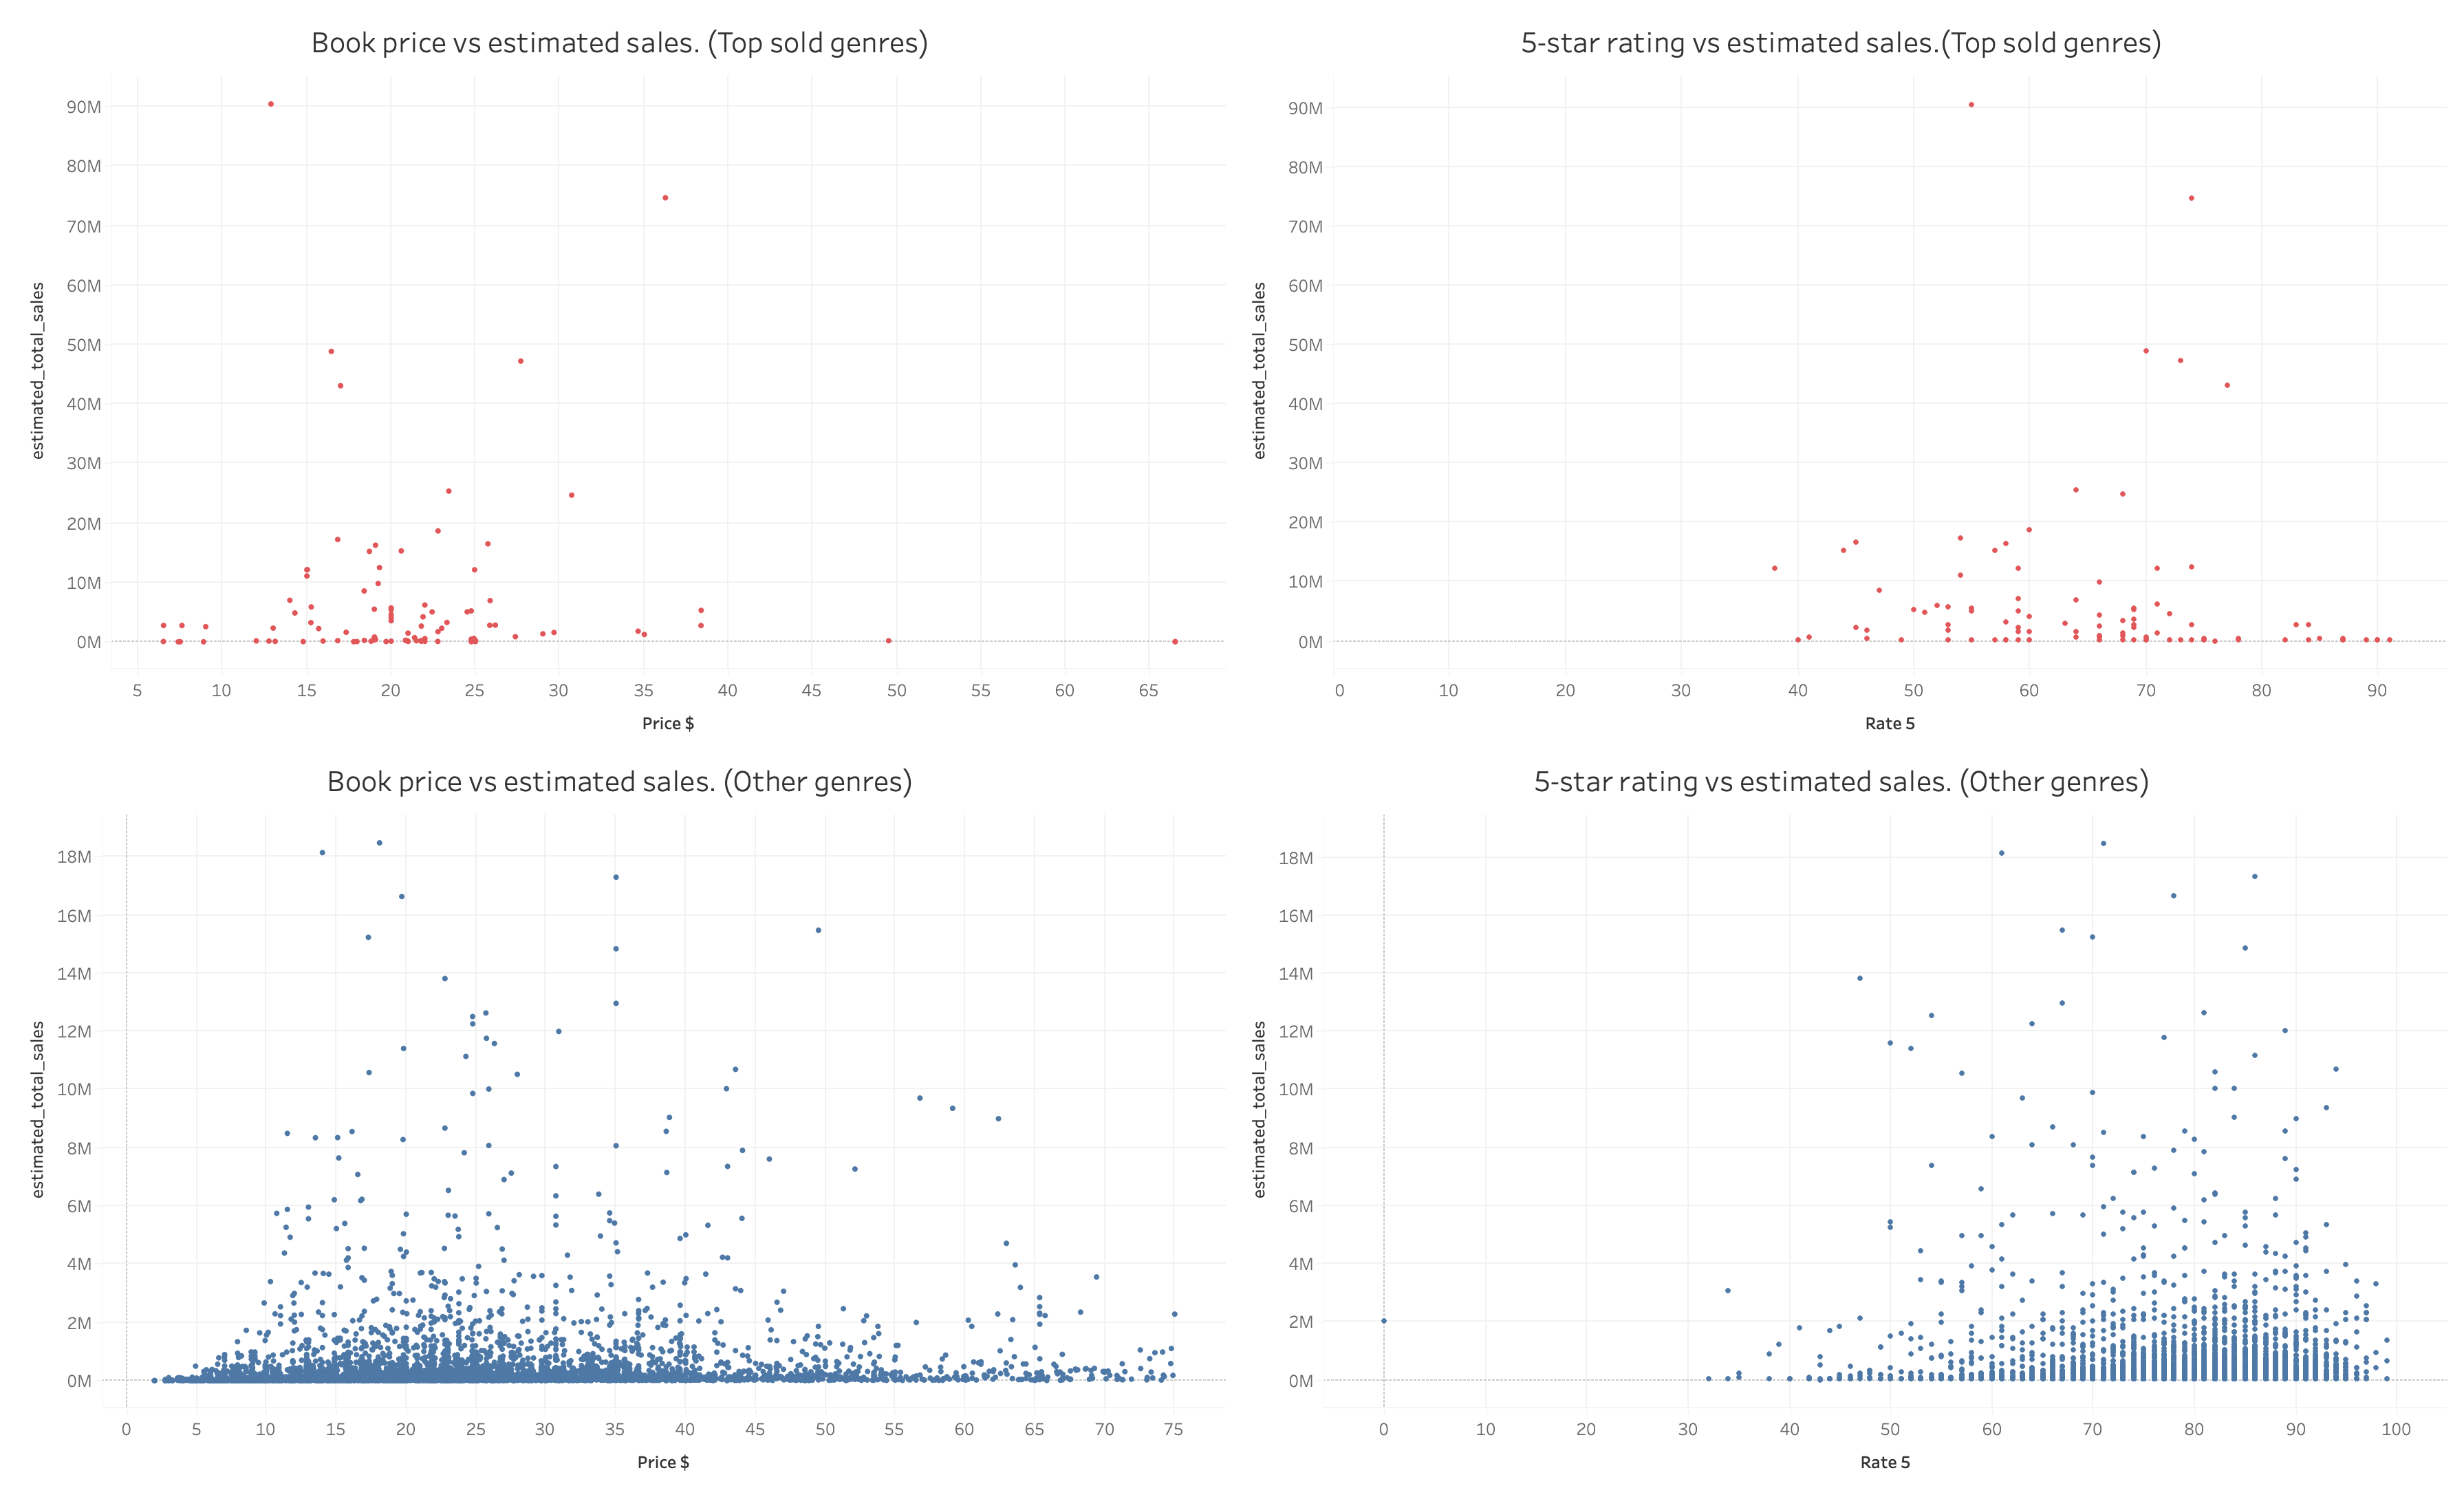 Book price vs estimated sales. (Top sold genres)
90M
80M
70M
60M
50M
40M
30M
20M
10M
0M
estimated_total_sales
5 10 15 20 25 30 35 40 45 50 55 60 65
Price $
5-star rating vs estimated sales.(Top sold genres)
90M
80M
70M
60M
50M
40M
30M
20M
10M
0M
estimated_total_sales
0 10 20 30 40 50 60 70 80 90
Rate 5
Book price vs estimated sales. (Other genres)
18M
16M
14M
12M
10M
8M
6M
4M
2M
0M
estimated_total_sales
0 5 10 15 20 25 30 35 40 45 50 55 60 65 70 75
Price $
5-star rating vs estimated sales. (Other genres)
18M
16M
14M
12M
10M
8M
6M
4M
2M
0M
estimated_total_sales
0 10 20 30 40 50 60 70 80 90 100
Rate 5